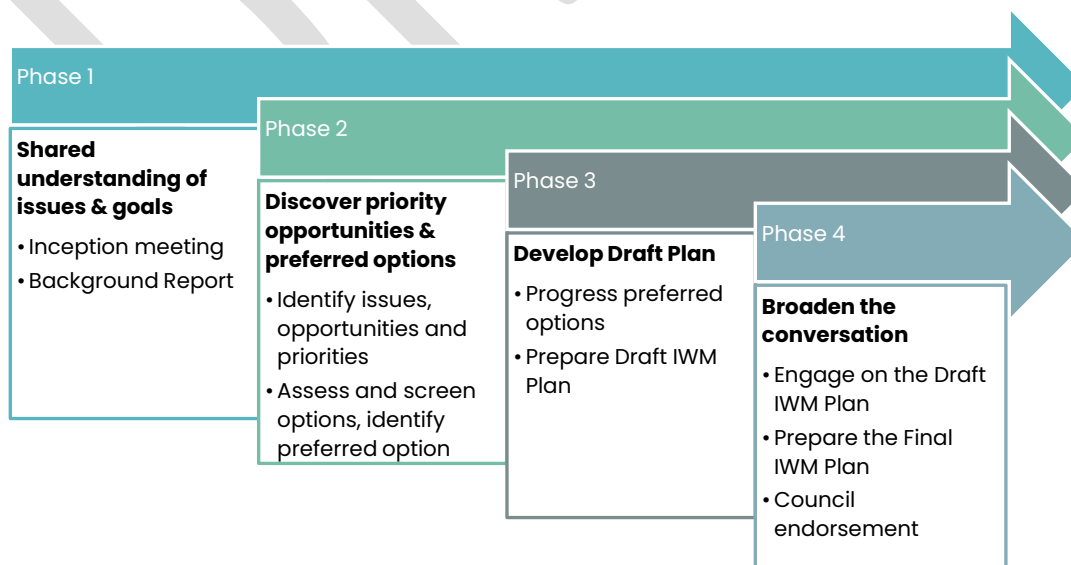 Phase 1
Shared
understanding of
issues & goals
• Inception meeting
• Background Report
Phase 2
Discover priority
opportunities &
preferred options
• Identify issues,
opportunities and
priorities
• Assess and screen
options, identify
preferred option
Phase 3
Develop Draft Plan
• Progress preferred
options
• Prepare Draft IWM
Plan
Phase 4
Broaden the
conversation
• Engage on the Draft
IWM Plan
• Prepare the Final
IWM Plan
• Council
endorsement